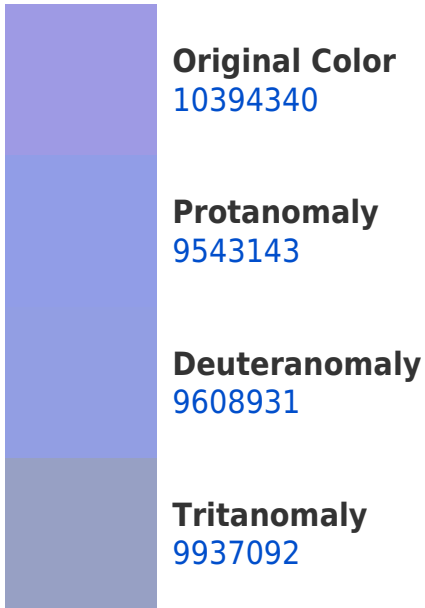 Original Color
10394340
Protanomaly
9543143
Deuteranomaly
9608931
Tritanomaly
9937092